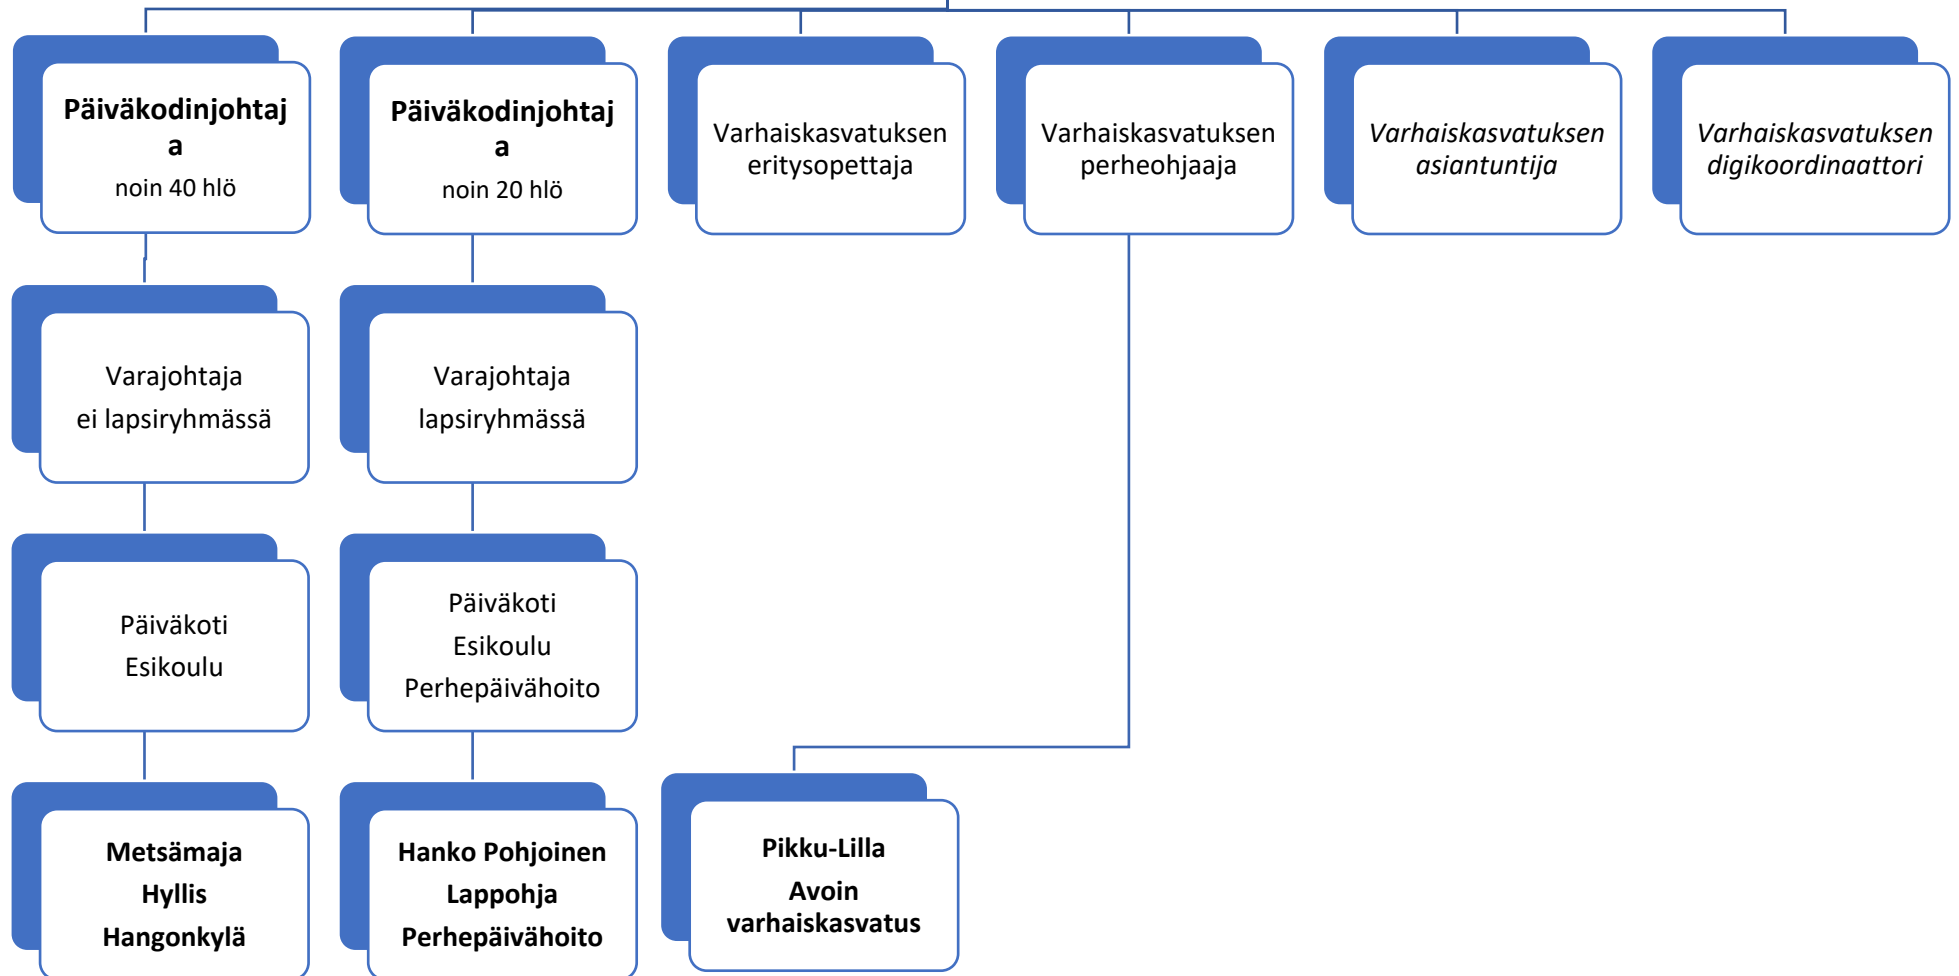 Päiväkodinjohtaj
a
noin 40 hlö
Päiväkodinjohtaj
a
noin 20 hlö
Varhaiskasvatuksen
eritysopettaja
Varhaiskasvatuksen
perheohjaaja
Varhaiskasvatuksen
asiantuntija
Varhaiskasvatuksen
digikoordinaattori
Varajohtaja
ei lapsiryhmässä
Varajohtaja
lapsiryhmässä
Päiväkoti
Esikoulu
Päiväkoti
Esikoulu
Perhepäivähoito
Metsämaja
Hyllis
Hangonkylä
Hanko Pohjoinen
Lappohja
Perhepäivähoito
Pikku-Lilla
Avoin
varhaiskasvatus